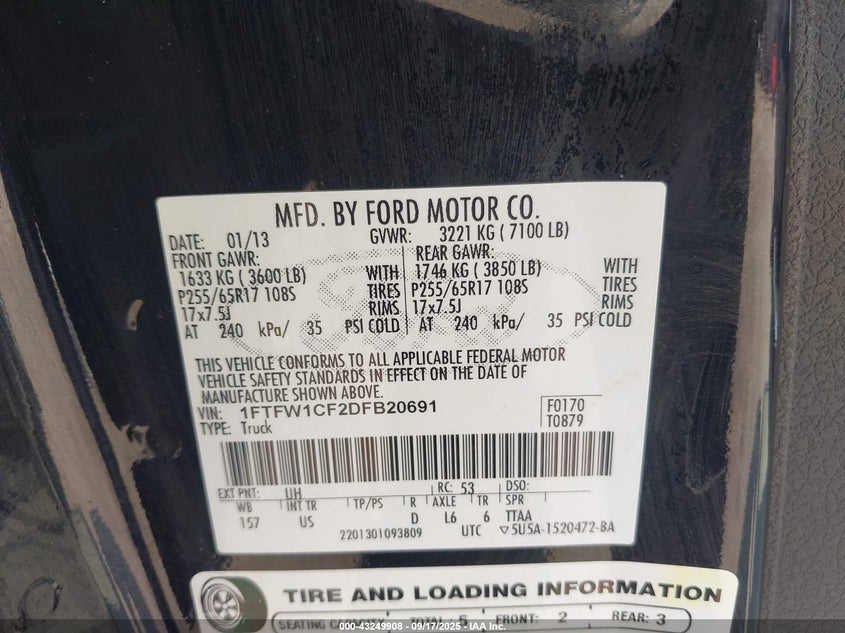 MFD. BY FORD MOTOR CO.
DATE: 01/13 GVWR: 3221 KG ( 7100 LB)
FRONT GAWR: REAR GAWR:
1633 KG ( 3600 LB) WITH 1746 KG ( 3850 LB) WITH
P255/65R17 108S TIRES P255/65R17 108S TIRES
17x7.5J RIMS 17x7.5J RIMS
AT 240 kPa/ 35 PSI COLD AT 240 kPa/ 35 PSI COLD
THIS VEHICLE CONFORMS TO ALL APPLICABLE FEDERAL MOTOR
VEHICLE SAFETY STANDARDS IN EFFECT ON THE DATE OF
MANUFACTURE SHOWN ABOVE.
VIN: 1FTFW1CF2DFB20691 F0170
TYPE: Truck T0879
EXT PNT: UH RC: 53 DSO:
WB INT TR TP/PS R AXLE TR SPR
157 US D L6 6 TTAA
2201301093809 UTC ▽5U5A-1520472-BA
TIRE AND LOADING INFORMATION
SEATING CAPACITY TOTAL 5 FRONT: 2 REAR: 3
000-43249908 - 09/17/2025 - IAA, Inc.